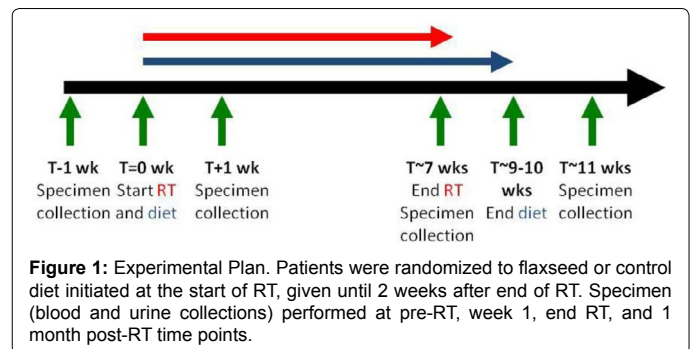 T-1 wk T=0 wk T+1 wk T~7 wks T~9-10 T~11 wks
Specimen Start RT Specimen End RT wks Specimen
collection and diet collection Specimen End diet collection
collection
Figure 1: Experimental Plan. Patients were randomized to flaxseed or control
diet initiated at the start of RT, given until 2 weeks after end of RT. Specimen
(blood and urine collections) performed at pre-RT, week 1, end RT, and 1
month post-RT time points.